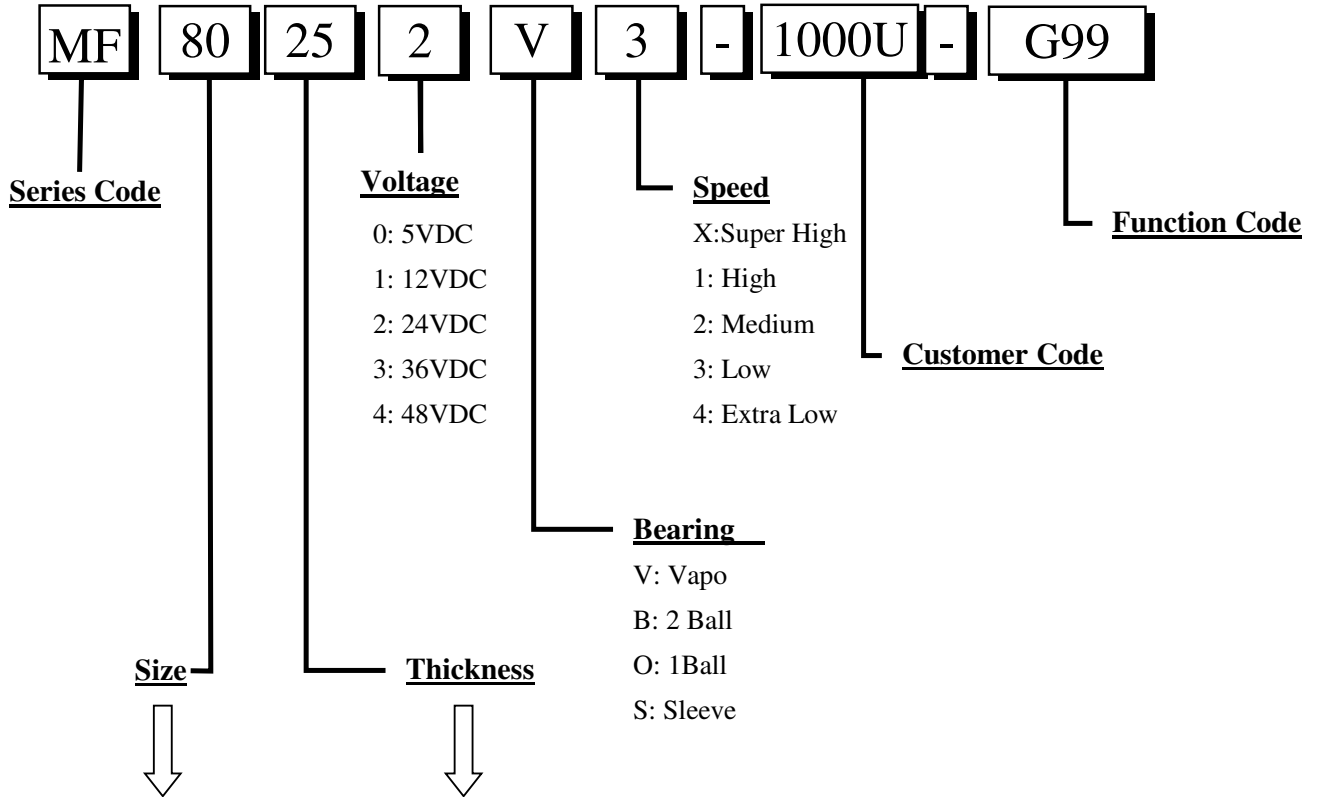 MF 80 25 2 V 3 - 1000U - G99
Series Code
Voltage
0: 5VDC
1: 12VDC
2: 24VDC
3: 36VDC
4: 48VDC
Speed
X:Super High
1: High
2: Medium
3: Low
4: Extra Low
Function Code
Customer Code
Bearing
V: Vapo
B: 2 Ball
O: 1Ball
S: Sleeve
Size
Thickness